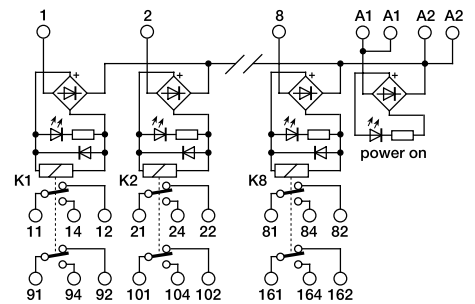 1 2 8 A1 A1 A2 A2
+ + + +
power on
K1 K2 K8
11 14 12 21 24 22 81 84 82
91 94 92 101 104 102 161 164 162